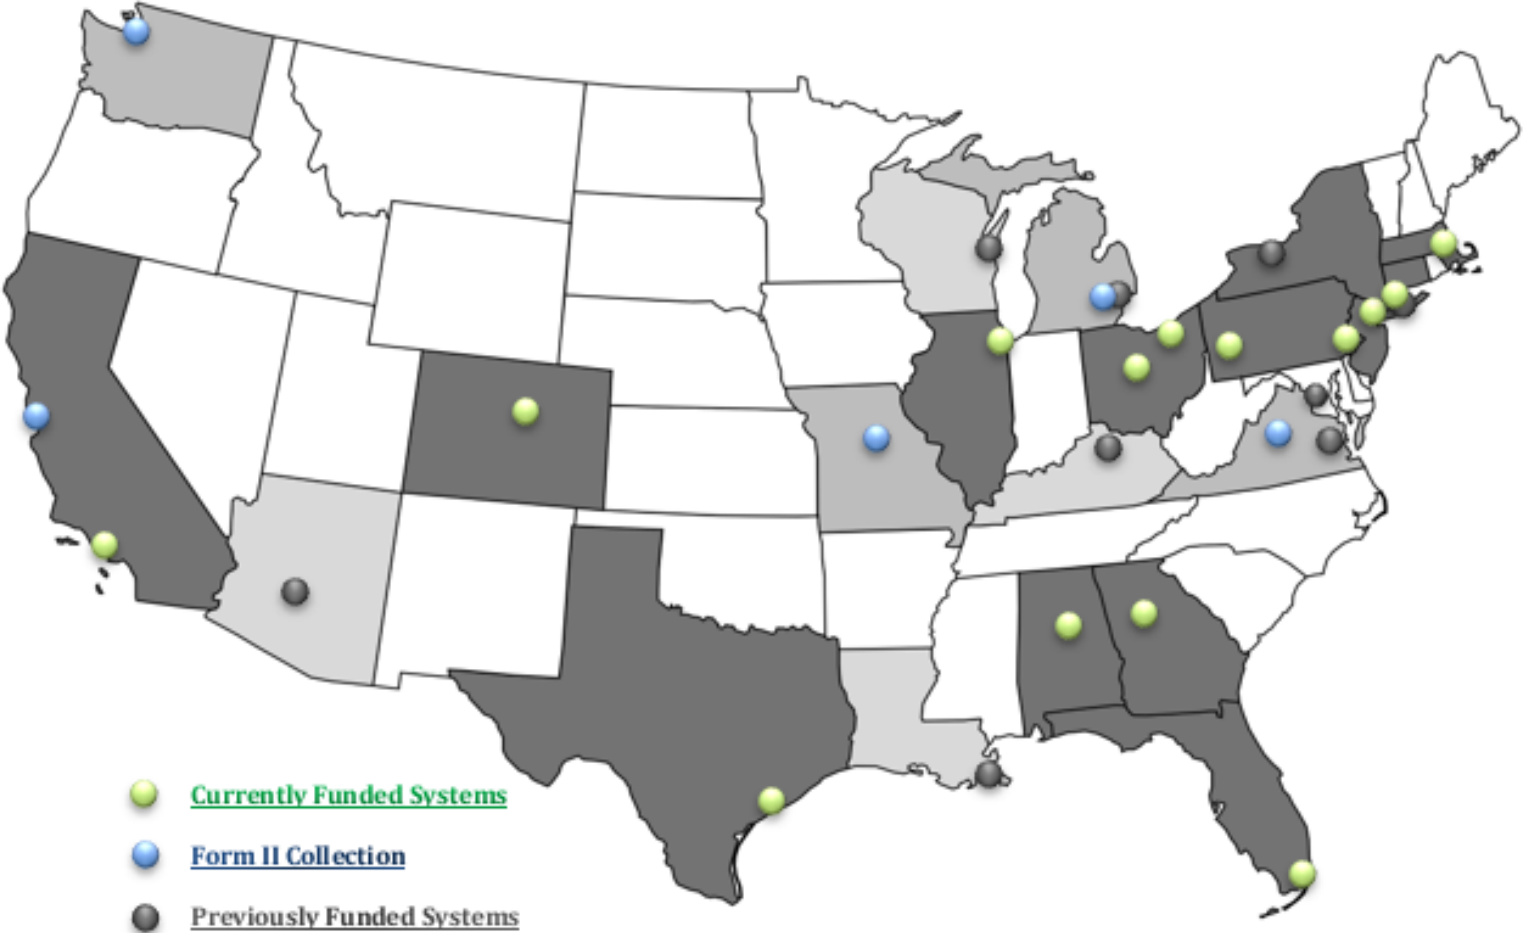 Currently Funded Systems
Form II Collection
Previously Funded Systems